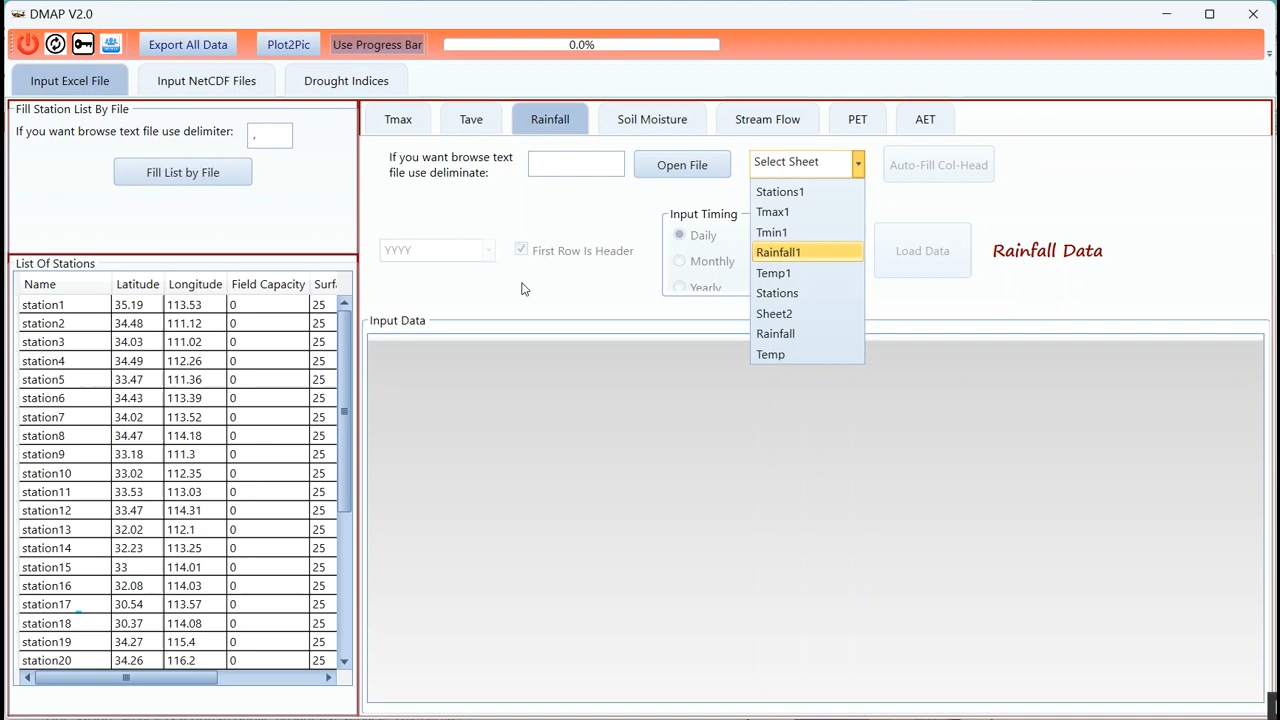 DMAP V2.0
Export All Data
Plot2Pic
Use Progress Bar
0.0%
Input Excel File
Input NetCDF Files
Drought Indices
Fill Station List By File
If you want browse text file use delimiter:
,
Fill List by File
List Of Stations
Name Latitude Longitude Field Capacity Surfa
station1 35.19 113.53 0 25
station2 34.48 111.12 0 25
station3 34.03 111.02 0 25
station4 34.49 112.26 0 25
station5 33.47 111.36 0 25
station6 34.43 113.39 0 25
station7 34.02 113.52 0 25
station8 34.47 114.18 0 25
station9 33.18 111.3 0 25
station10 33.02 112.35 0 25
station11 33.53 113.03 0 25
station12 33.47 114.31 0 25
station13 32.02 112.1 0 25
station14 32.23 113.25 0 25
station15 33 114.01 0 25
station16 32.08 114.03 0 25
station17 30.54 113.57 0 25
station18 30.37 114.08 0 25
station19 34.27 115.4 0 25
station20 34.26 116.2 0 25
Tmax
Tave
Rainfall
Soil Moisture
Stream Flow
PET
AET
If you want browse text
file use deliminate:
Open File
Select Sheet
Auto-Fill Col-Head
Stations1
Tmax1
Tmin1
Rainfall1
Temp1
Stations
Sheet2
Rainfall
Temp
YYYY
First Row Is Header
Input Timing
Daily
Monthly
Yearly
Load Data
Rainfall Data
Input Data